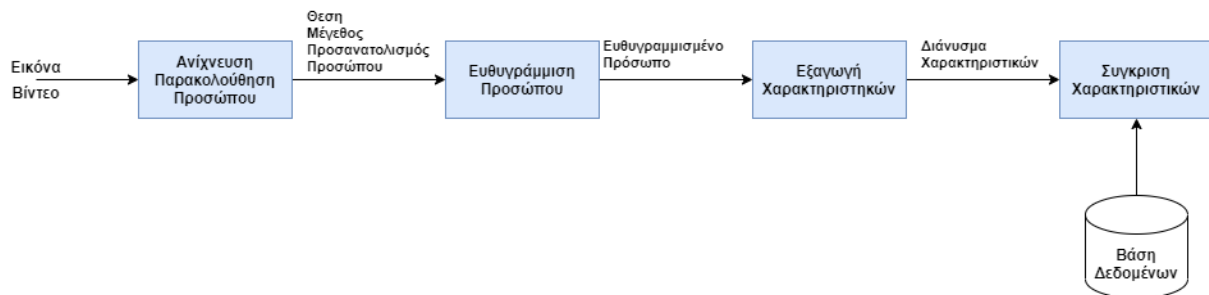 Εικόνα
Βίντεο
Ανίχνευση
Παρακολούθηση
Προσώπου
Θεση
Μέγεθος
Προσανατολισμός
Προσώπου
Ευθυγράμμιση
Προσώπου
Ευθυγραμμισμένο
Πρόσωπο
Εξαγωγή
Χαρακτηριστηκών
Διάνυσμα
Χαρακτηριστικών
Συγκριση
Χαρακτηριστικών
Βάση
Δεδομένων